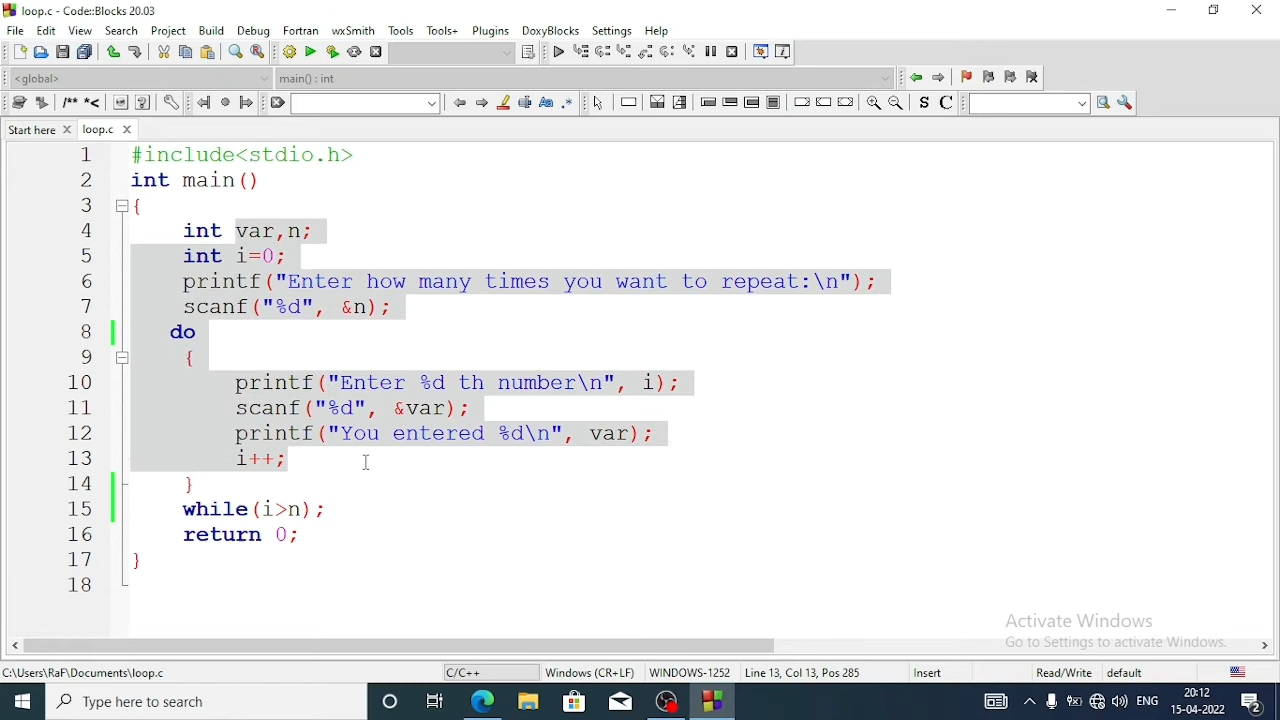 loop.c - Code::Blocks 20.03
File Edit View Search Project Build Debug Fortran wxSmith Tools Tools+ Plugins DoxyBlocks Settings Help
<global> main() : int
/** *< S C
Start here loop.c
1 #include<stdio.h>
2 int main()
3 {
4 int var,n;
5 int i=0;
6 printf("Enter how many times you want to repeat:\n");
7 scanf("%d", &n);
8 do
9 {
10 printf("Enter %d th number\n", i);
11 scanf("%d", &var);
12 printf("You entered %d\n", var);
13 i++;
14 }
15 while(i>n);
16 return 0;
17 }
18
Activate Windows
Go to Settings to activate Windows.
C:\Users\RaF\Documents\loop.c C/C++ Windows (CR+LF) WINDOWS-1252 Line 13, Col 13, Pos 285 Insert Read/Write default
Type here to search ENG 20:12
15-04-2022 2